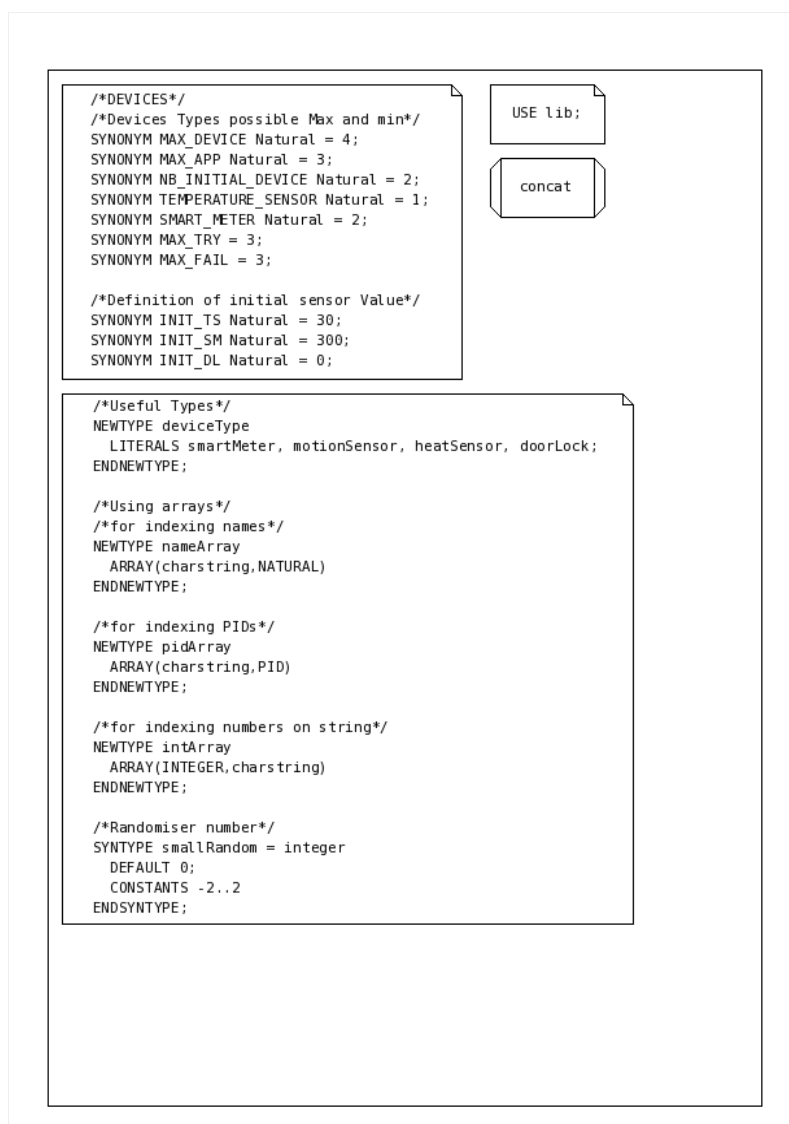 /*DEVICES*/
/*Devices Types possible Max and min*/
SYNONYM MAX_DEVICE Natural = 4;
SYNONYM MAX_APP Natural = 3;
SYNONYM NB_INITIAL_DEVICE Natural = 2;
SYNONYM TEMPERATURE_SENSOR Natural = 1;
SYNONYM SMART_METER Natural = 2;
SYNONYM MAX_TRY = 3;
SYNONYM MAX_FAIL = 3;

/*Definition of initial sensor Value*/
SYNONYM INIT_TS Natural = 30;
SYNONYM INIT_SM Natural = 300;
SYNONYM INIT_DL Natural = 0;

USE lib;

concat

/*Useful Types*/
NEWTYPE deviceType
  LITERALS smartMeter, motionSensor, heatSensor, doorLock;
ENDNEWTYPE;

/*Using arrays*/
/*for indexing names*/
NEWTYPE nameArray
  ARRAY(charstring,NATURAL)
ENDNEWTYPE;

/*for indexing PIDs*/
NEWTYPE pidArray
  ARRAY(charstring,PID)
ENDNEWTYPE;

/*for indexing numbers on string*/
NEWTYPE intArray
  ARRAY(INTEGER,charstring)
ENDNEWTYPE;

/*Randomiser number*/
SYNTYPE smallRandom = integer
  DEFAULT 0;
  CONSTANTS -2..2
ENDSYNTYPE;